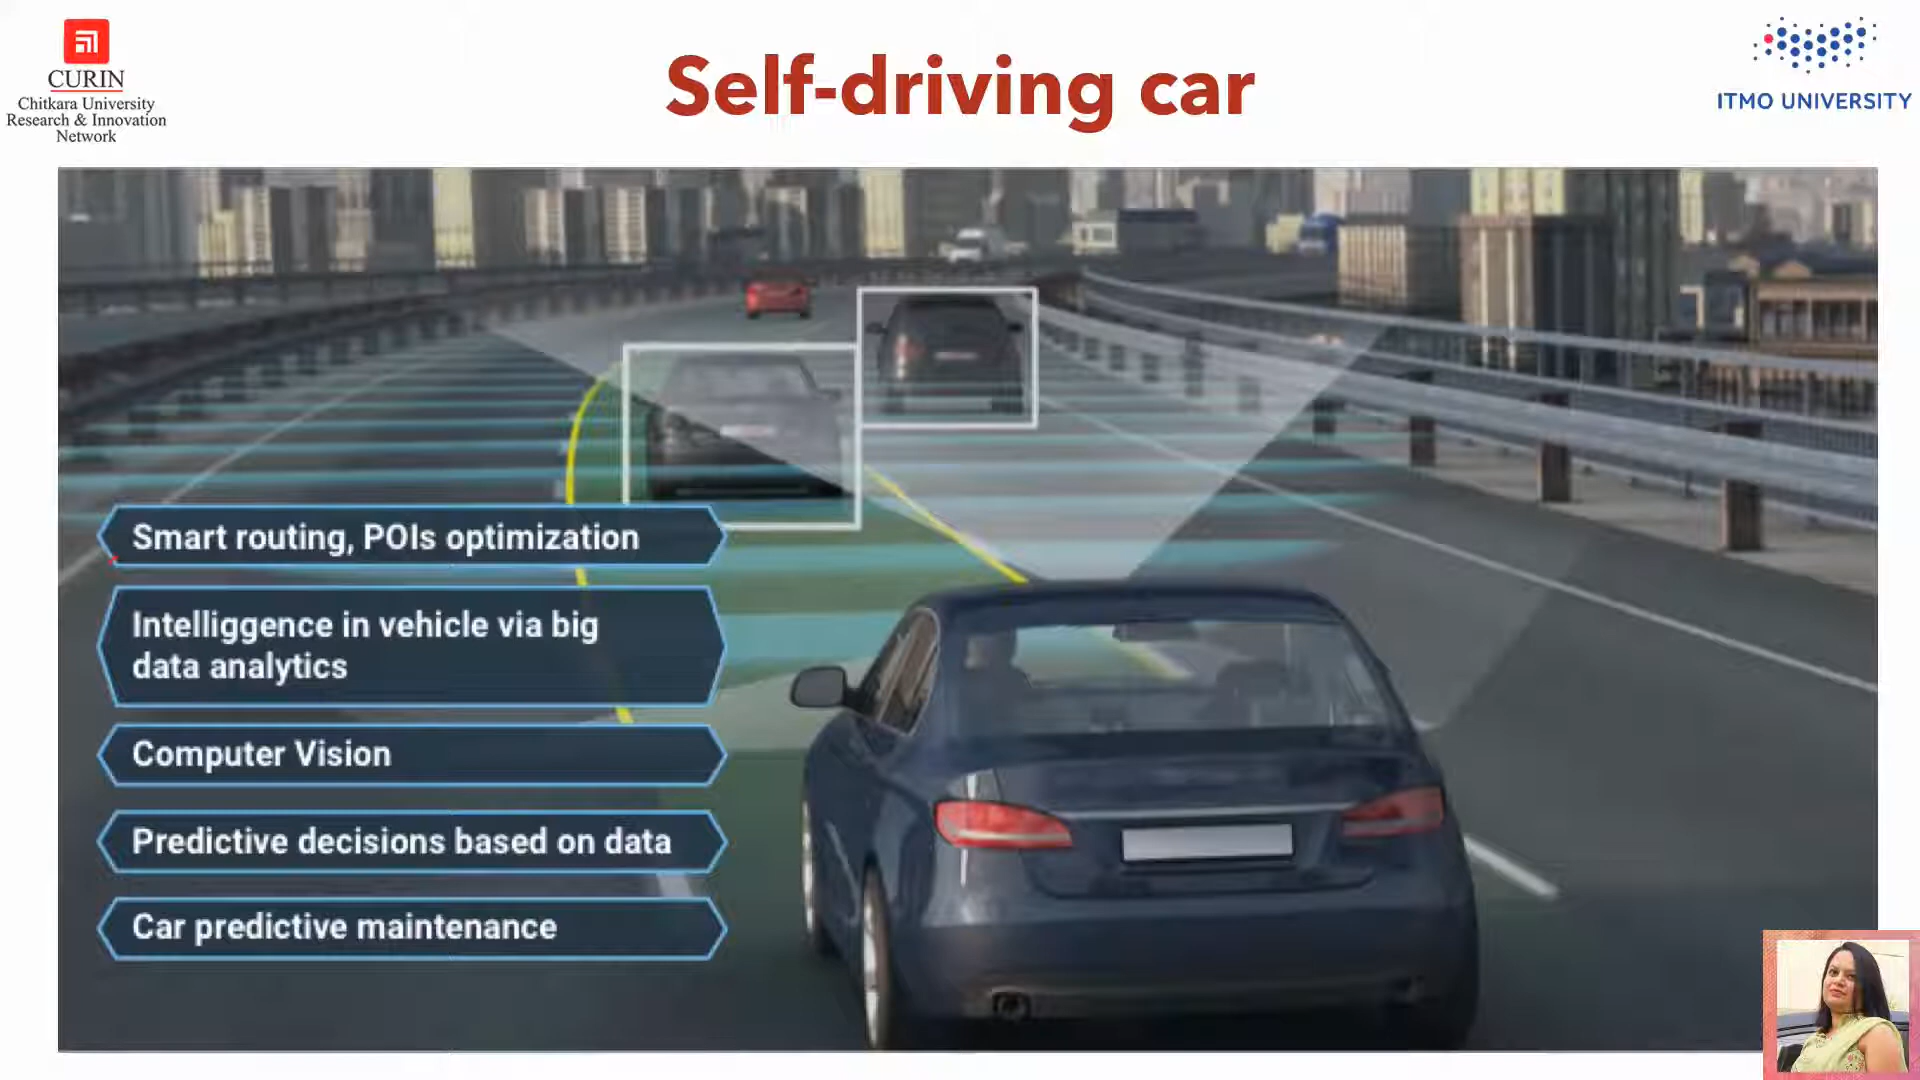 CURIN
Chitkara University
Research & Innovation
Network
Self-driving car
ITMO UNIVERSITY
Smart routing, POIs optimization
Intelliggence in vehicle via big
data analytics
Computer Vision
Predictive decisions based on data
Car predictive maintenance